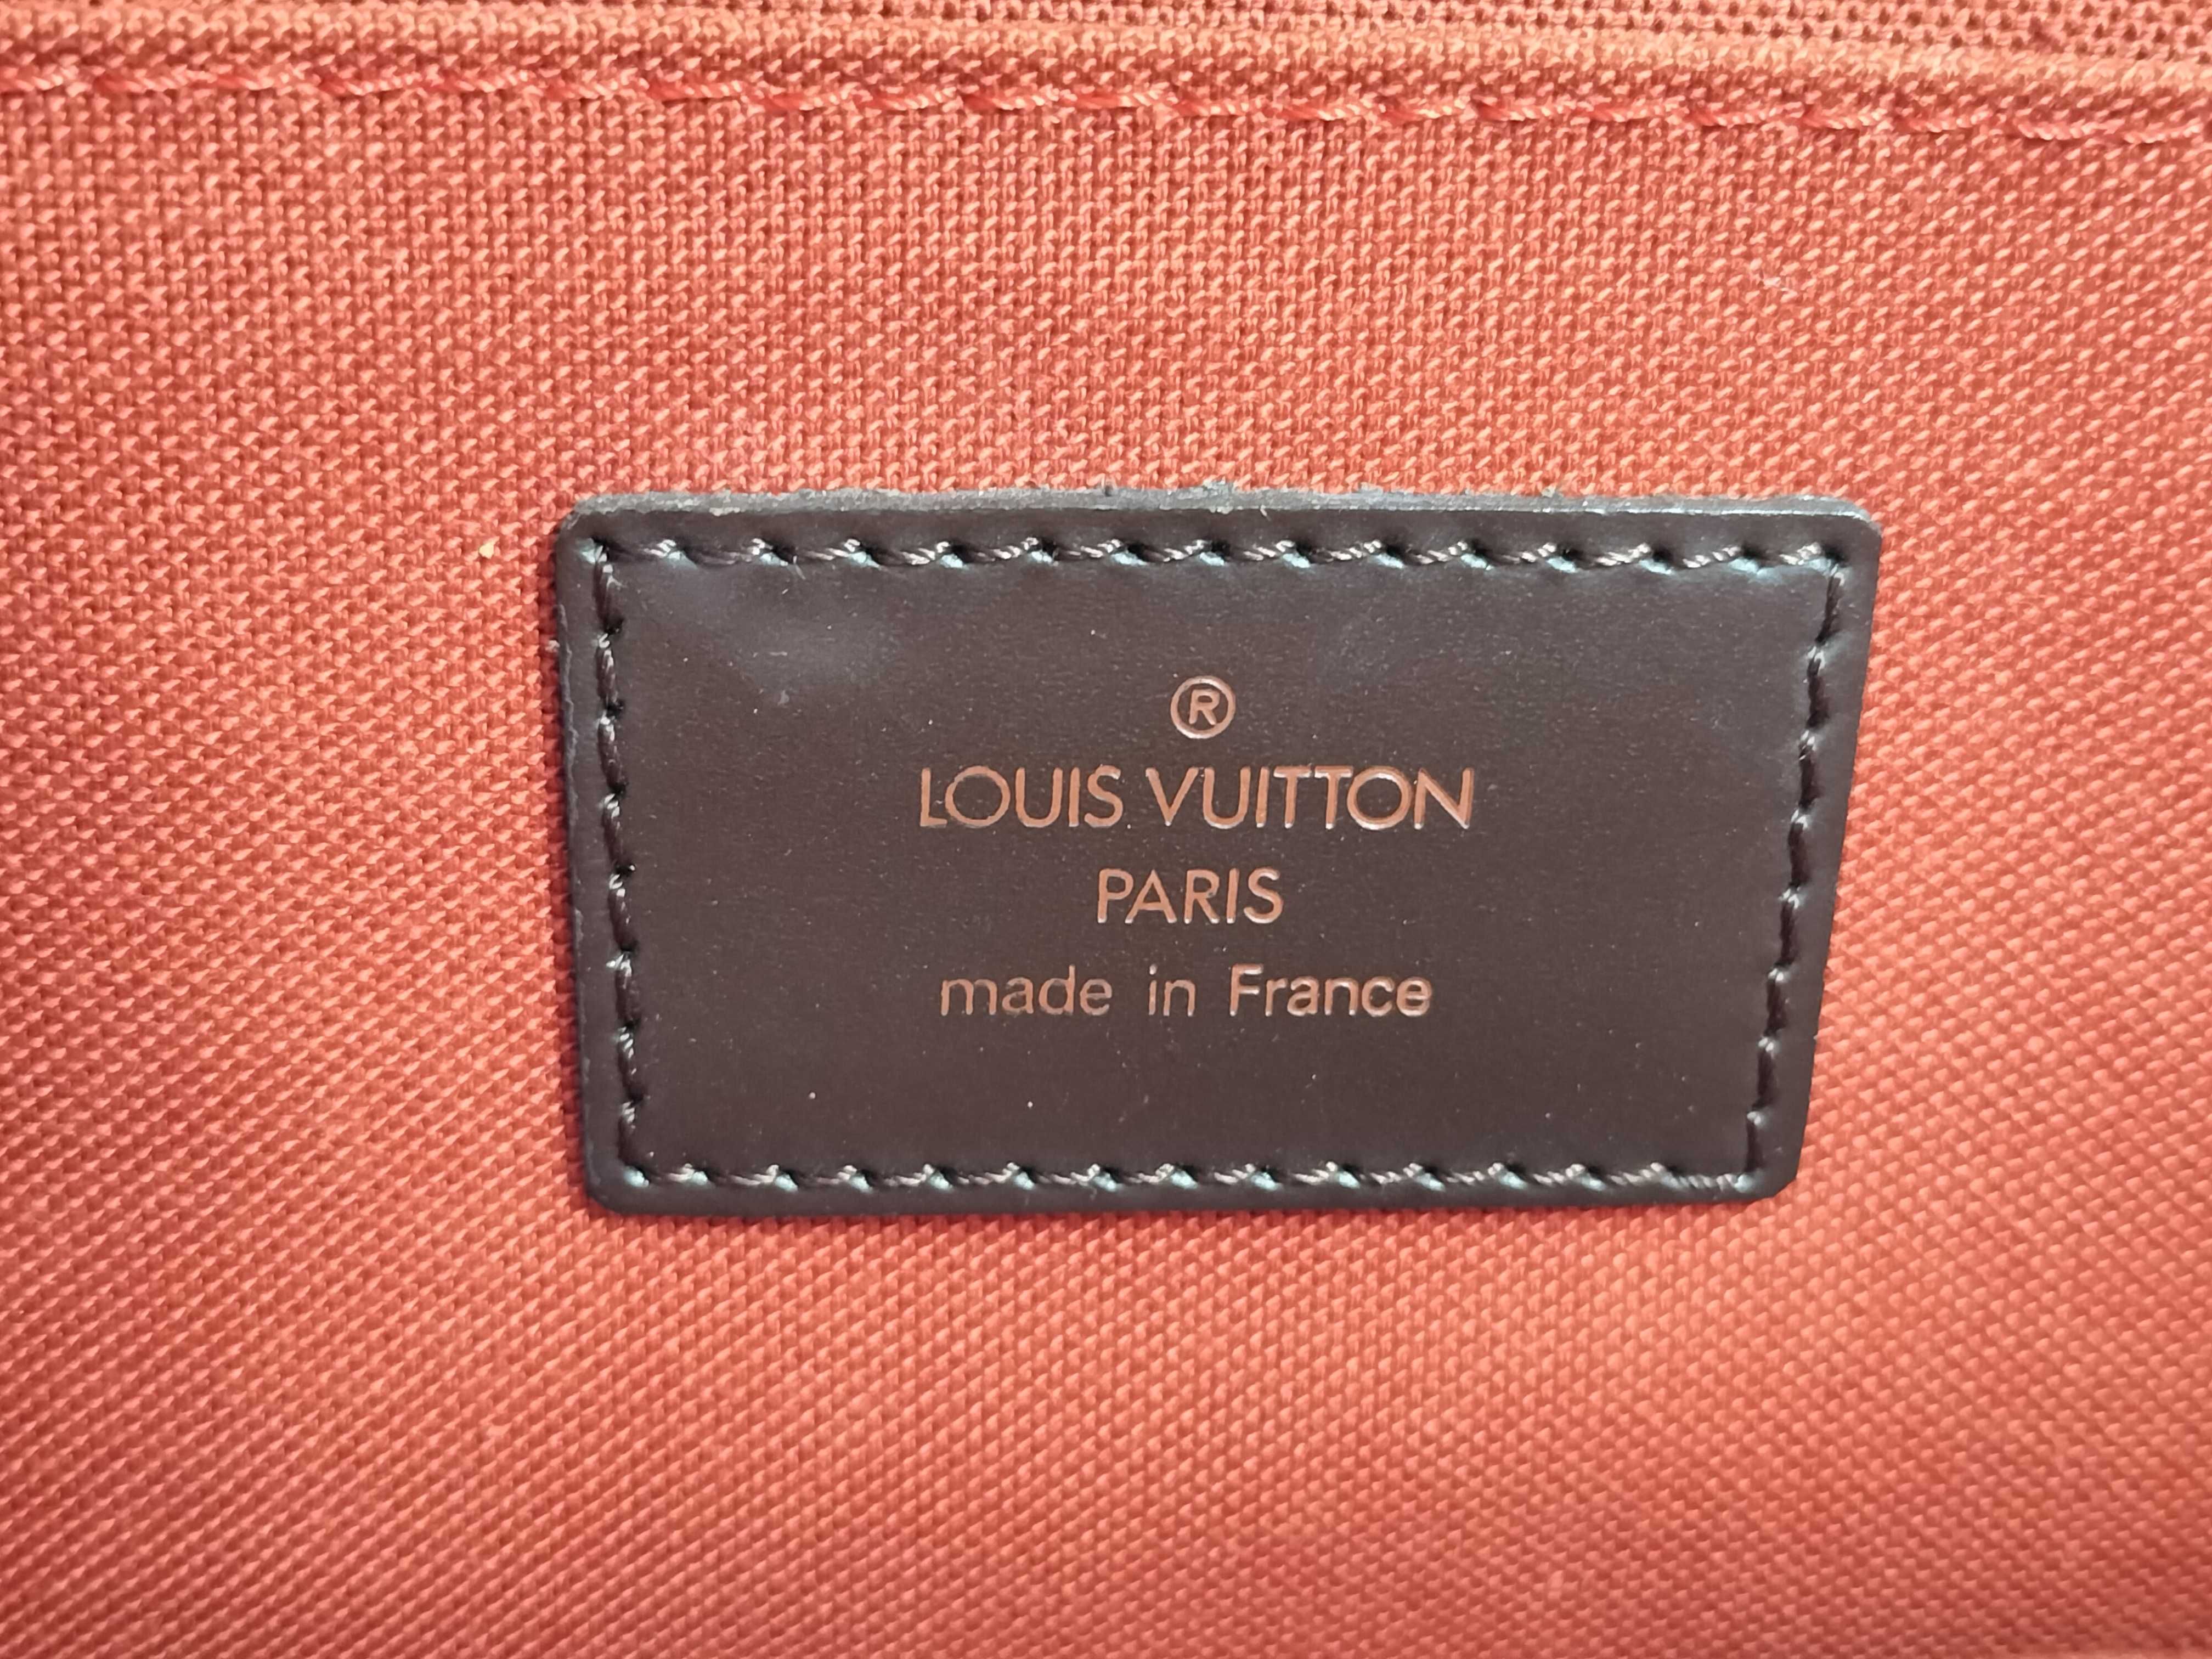 ®
LOUIS VUITTON
PARIS
made in France